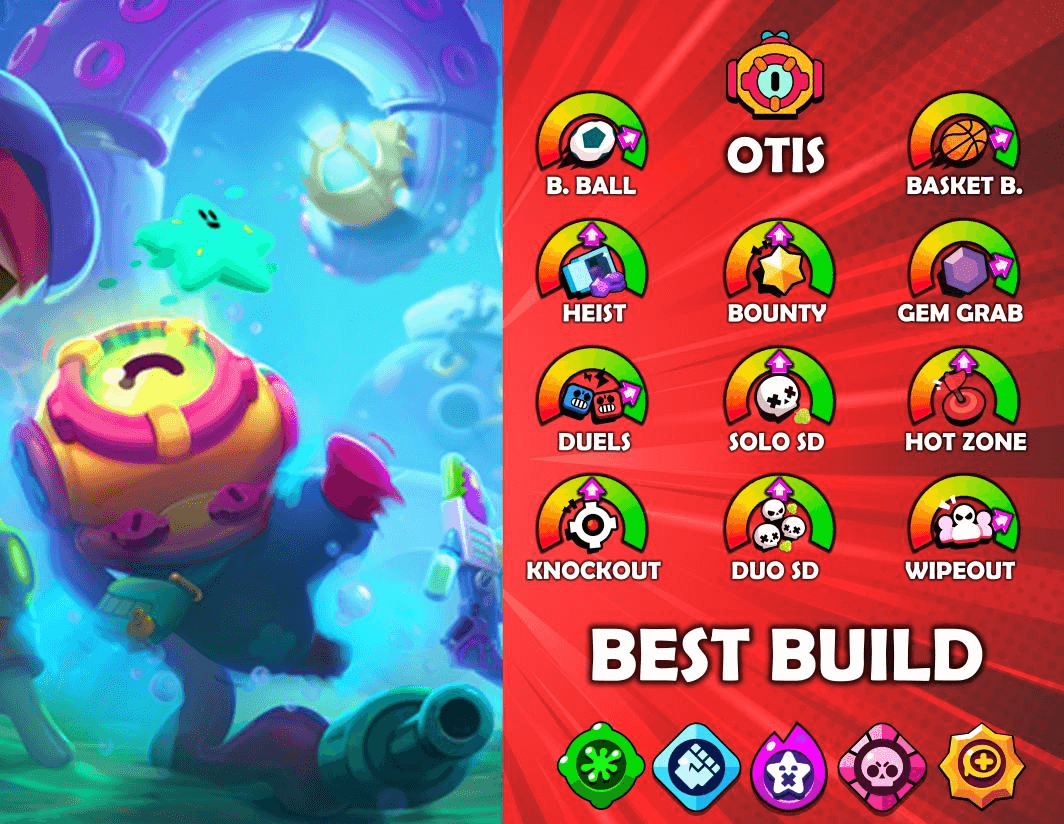 OTIS
B. BALL
BASKET B.
HEIST
BOUNTY
GEM GRAB
DUELS
SOLO SD
HOT ZONE
KNOCKOUT
DUO SD
WIPEOUT
BEST BUILD